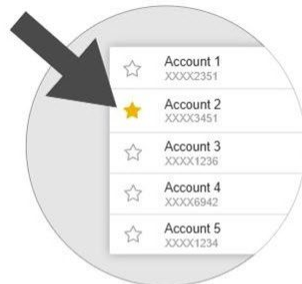 Account 1
XXXX2351
Account 2
XXXX3451
Account 3
XXXX1236
Account 4
XXXX6942
Account 5
XXXX1234